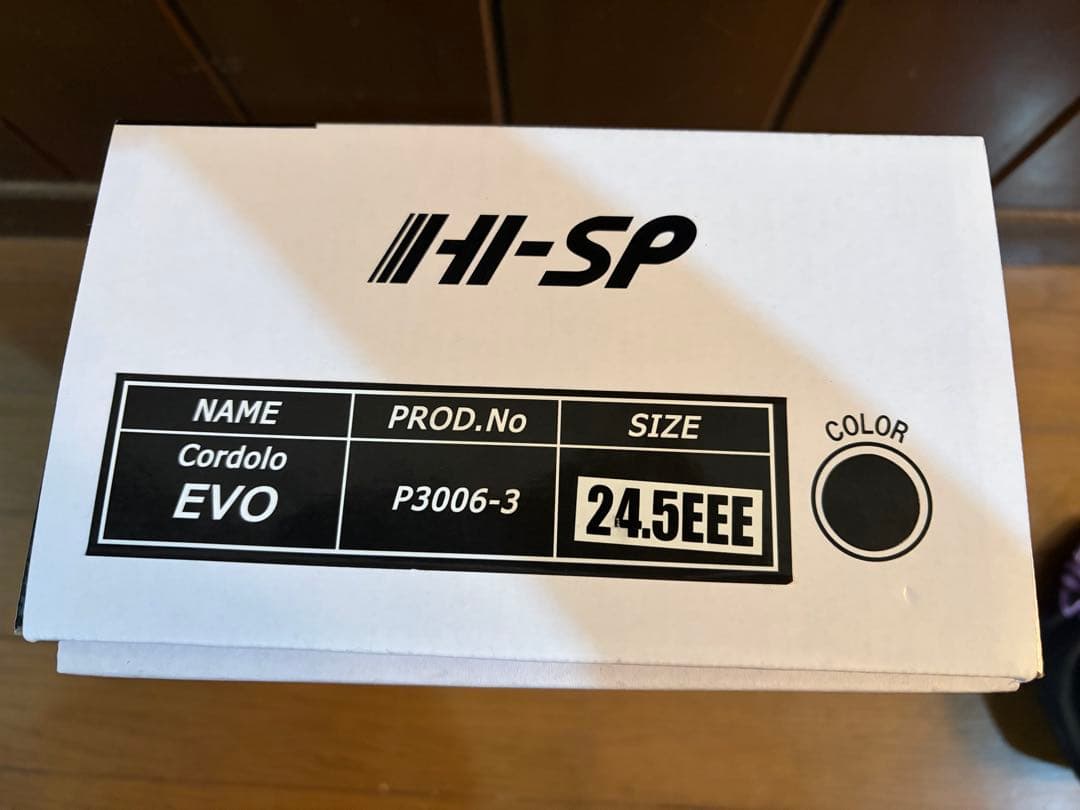 HI-SP
NAME PROD.No SIZE
Cordolo
EVO
P3006-3
24.5EEE
COLOR